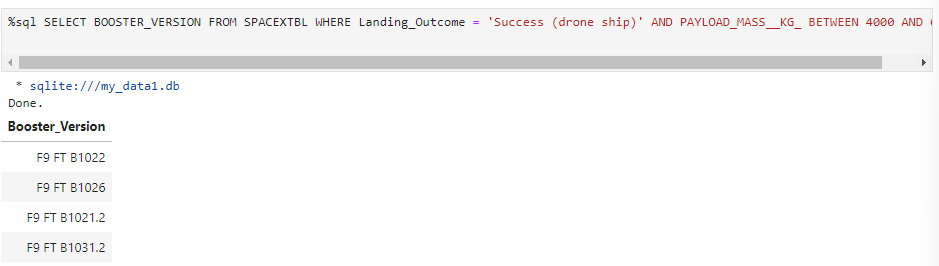 %sql SELECT BOOSTER_VERSION FROM SPACEXTBL WHERE Landing_Outcome = 'Success (drone ship)' AND PAYLOAD_MASS__KG_ BETWEEN 4000 AND
* sqlite:///my_data1.db
Done.
Booster_Version
F9 FT B1022
F9 FT B1026
F9 FT B1021.2
F9 FT B1031.2